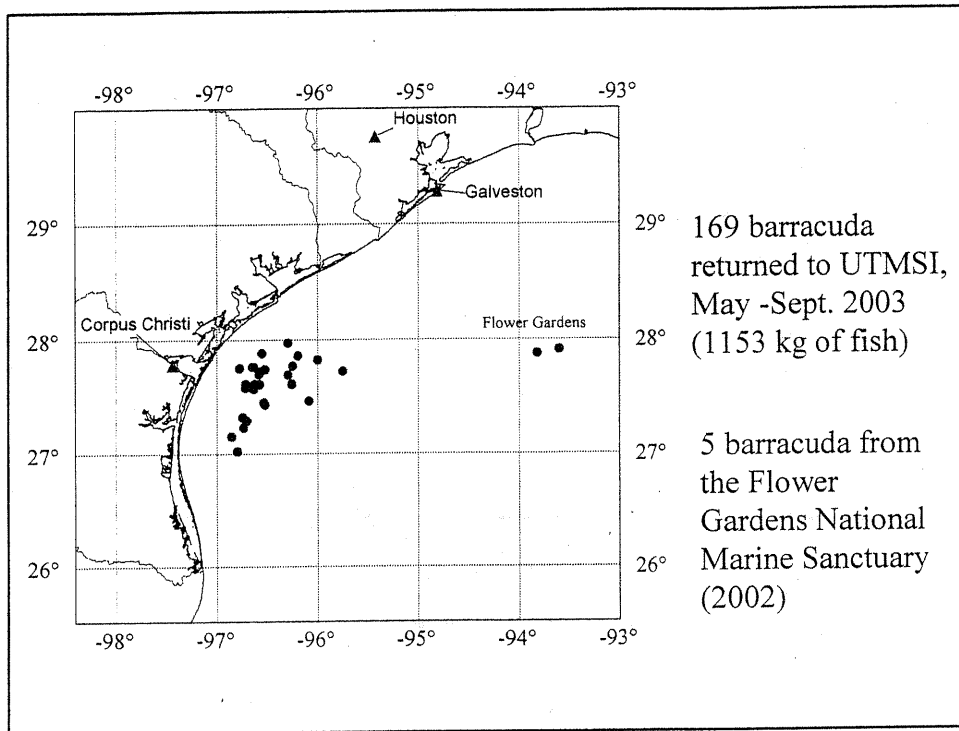 -98° -97° -96° -95° -94° -93°
Houston
Galveston
29° 29°
Corpus Christi
Flower Gardens
28° 28°
27° 27°
26° 26°
-98° -97° -96° -95° -94° -93°
169 barracuda
returned to UTMSI,
May -Sept. 2003
(1153 kg of fish)
5 barracuda from
the Flower
Gardens National
Marine Sanctuary
(2002)